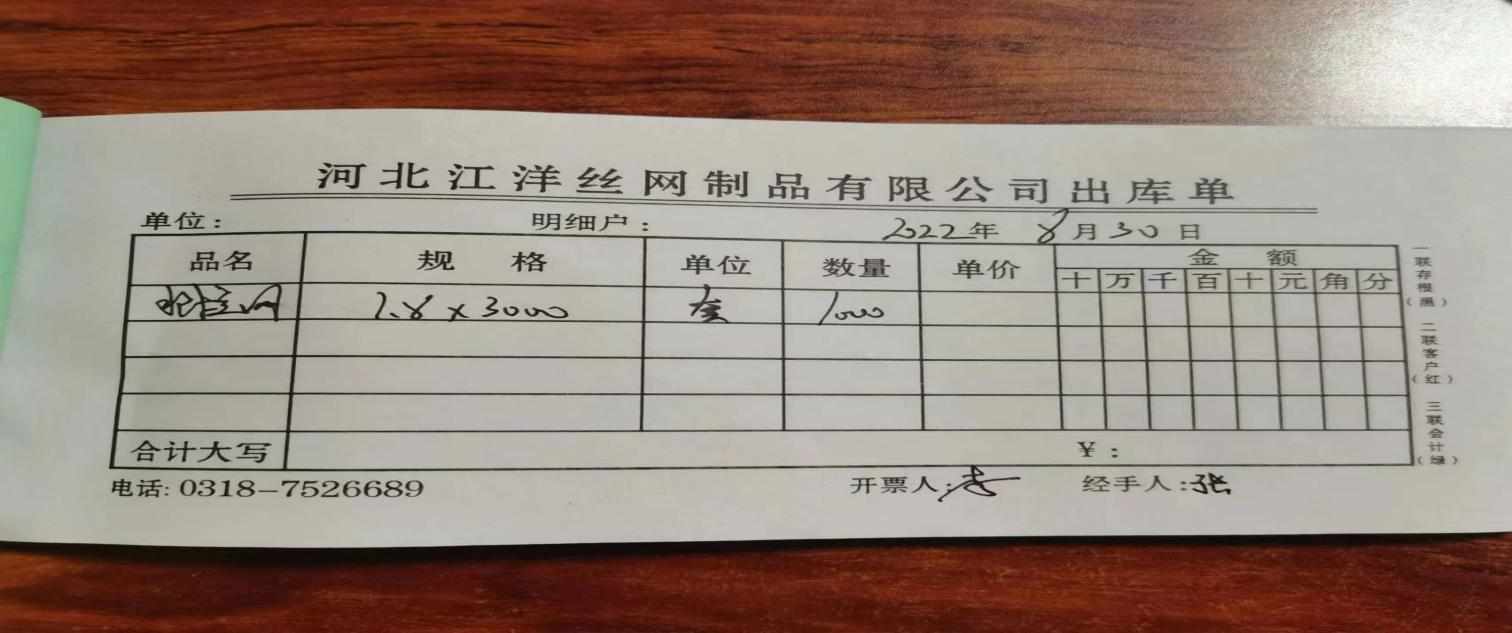 河北江洋丝网制品有限公司出库单
单位： 明细户： 2022年 8月30日
品名 规格 单位 数量 单价 金额
十 万 千 百 十 元 角 分
1.8×3000 套 1000
合计大写 ¥：
电话: 0318-7526689 开票人: 经手人:张
一联存根（黑）
二联客户（红）
三联会计（绿）